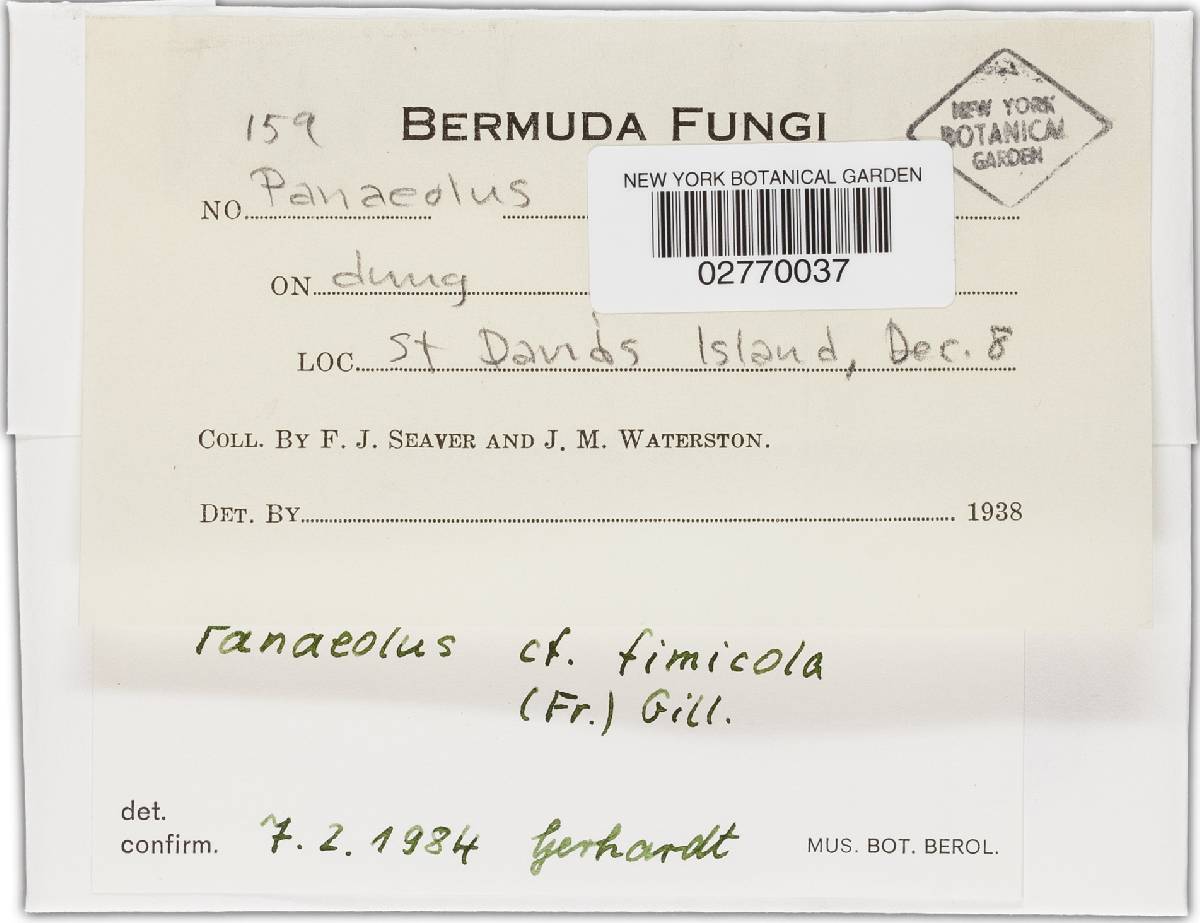 159
BERMUDA FUNGI
NEW YORK
BOTANICAL
GARDEN
NO. Panaeolus
NEW YORK BOTANICAL GARDEN
02770037
ON dung
LOC. St Davids Island, Dec. 8
COLL. BY F. J. SEAVER AND J. M. WATERSTON.
DET. BY 1938
Panaeolus cf. fimicola
(Fr.) Gill.
det.
confirm. 7. 2. 1984 Gerhardt MUS. BOT. BEROL.